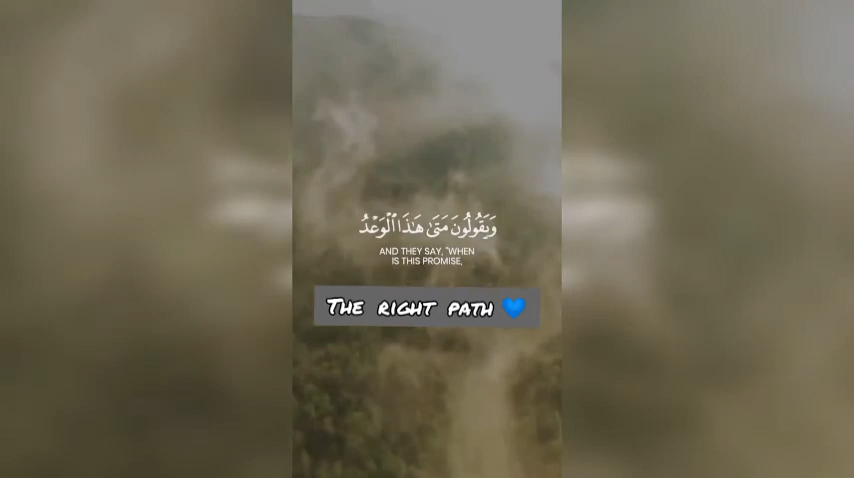 وَيَقُولُونَ مَتَىٰ هَـٰذَا ٱلْوَعْدُ
AND THEY SAY, "WHEN
IS THIS PROMISE,
THE RIGHT PATH 💙